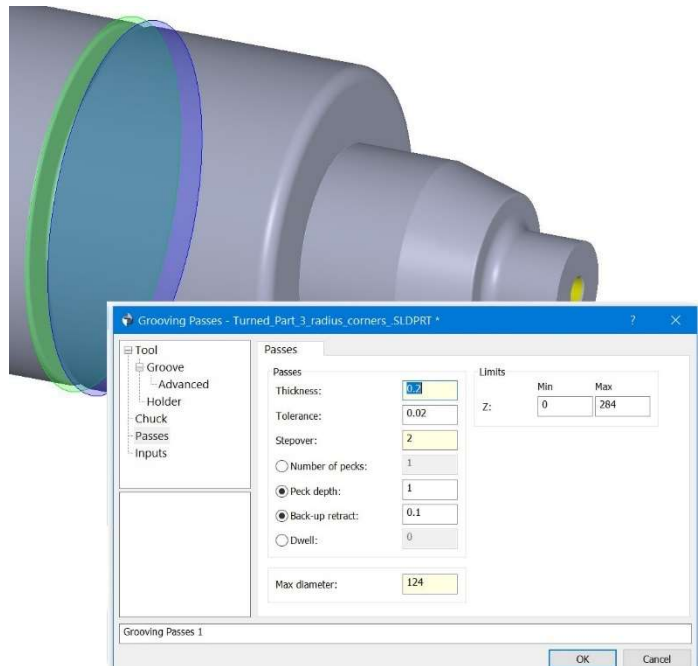 Grooving Passes - Turned_Part_3_radius_corners_.SLDPRT *
?
Tool
Groove
Advanced
Holder
Chuck
Passes
Inputs
Passes
Passes
Thickness: 0.2
Tolerance: 0.02
Stepover: 2
Number of pecks: 1
Peck depth: 1
Back-up retract: 0.1
Dwell: 0
Max diameter: 124
Limits
Min Max
Z: 0 284
Grooving Passes 1
OK Cancel